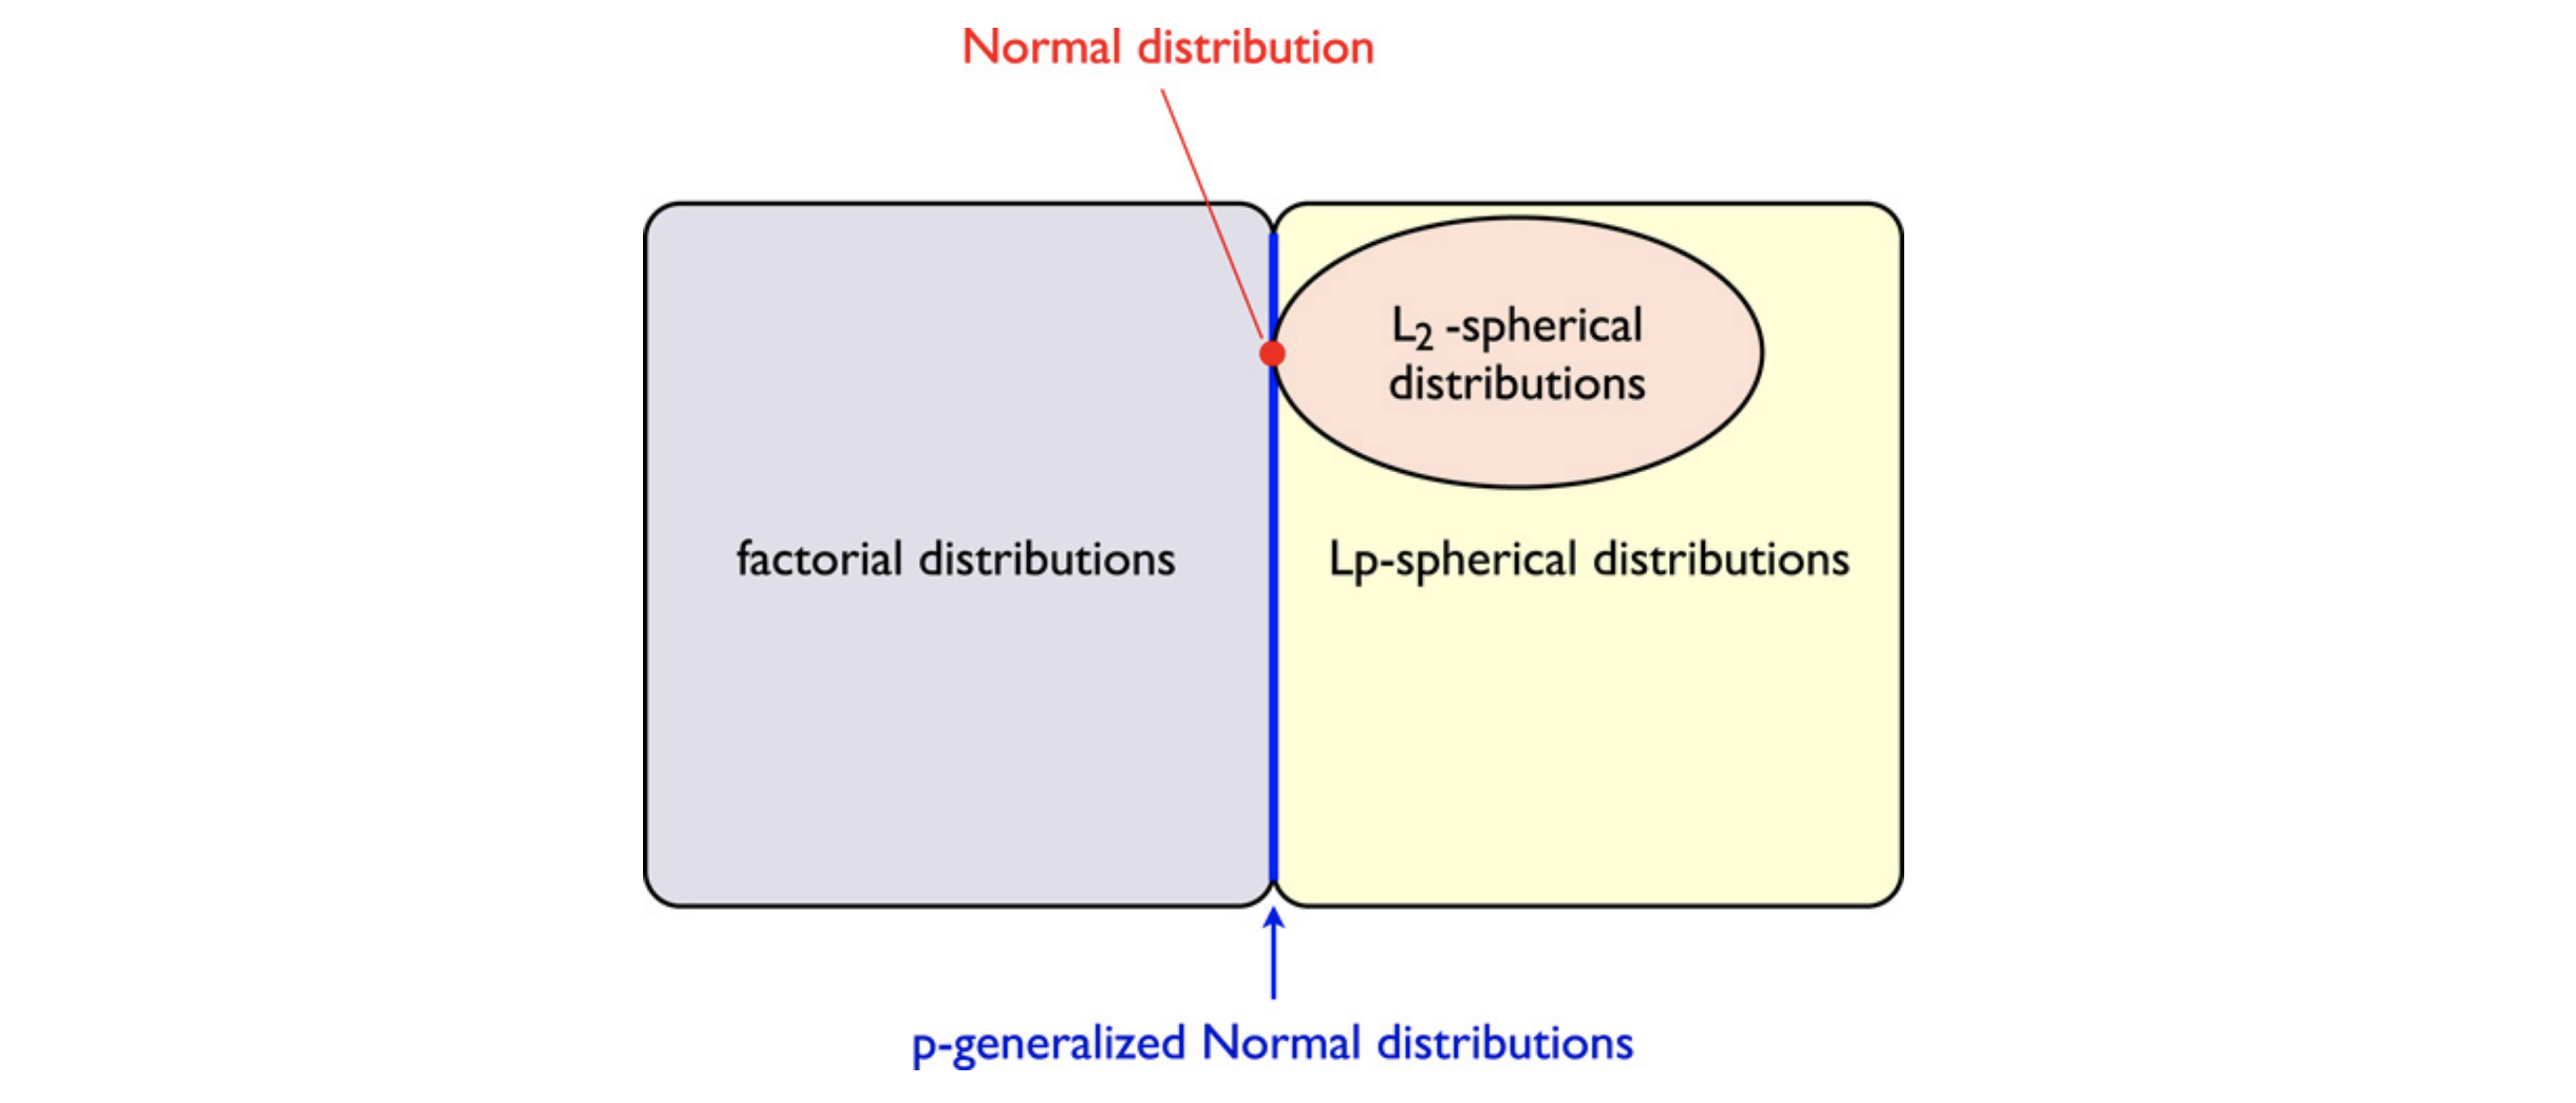 Normal distribution
L2 -spherical
distributions
factorial distributions
Lp-spherical distributions
p-generalized Normal distributions